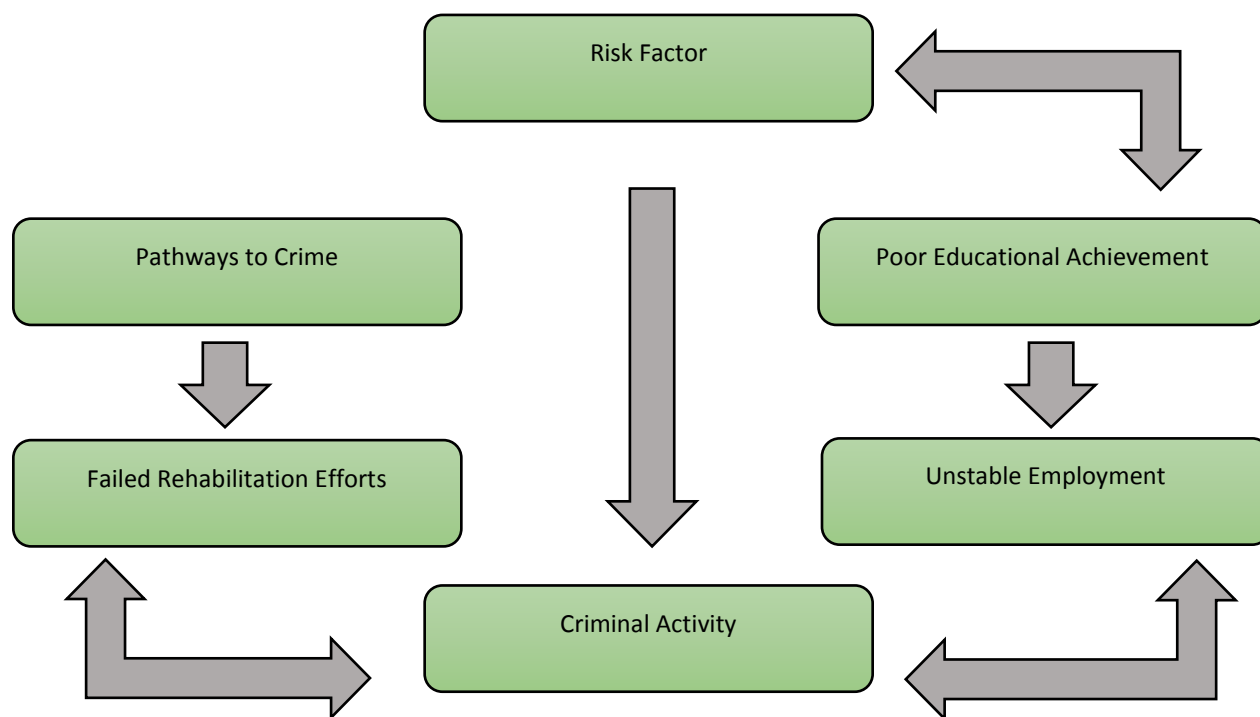 Risk Factor
Pathways to Crime
Poor Educational Achievement
Failed Rehabilitation Efforts
Unstable Employment
Criminal Activity